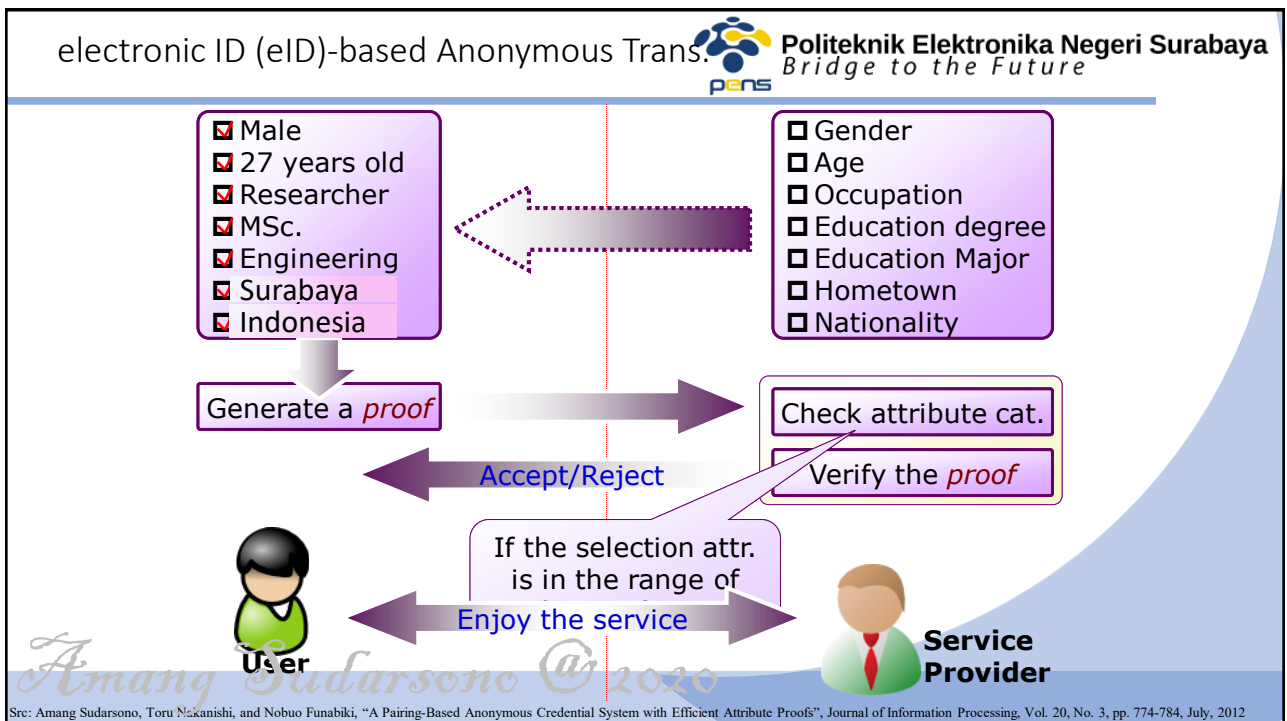 electronic ID (eID)-based Anonymous Trans.
pens
Politeknik Elektronika Negeri Surabaya
Bridge to the Future
Male
27 years old
Researcher
MSc.
Engineering
Surabaya
Indonesia
Gender
Age
Occupation
Education degree
Education Major
Hometown
Nationality
Generate a proof
Check attribute cat.
Verify the proof
Accept/Reject
If the selection attr.
is in the range of
Enjoy the service
User
Service
Provider
Amang Sudarsono @ 2020
Src: Amang Sudarsono, Toru Nakanishi, and Nobuo Funabiki, “A Pairing-Based Anonymous Credential System with Efficient Attribute Proofs”, Journal of Information Processing, Vol. 20, No. 3, pp. 774-784, July, 2012